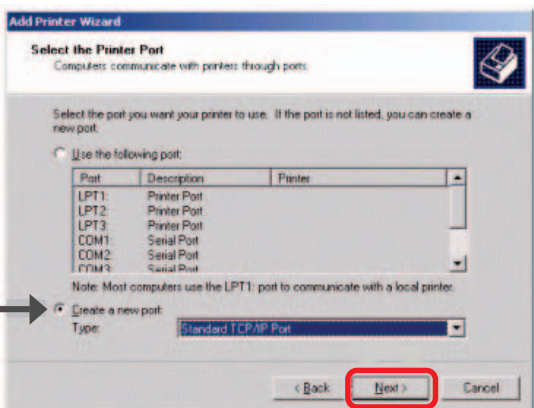 Add Printer Wizard
Select the Printer Port
Computers communicate with printers through ports.
Select the port you want your printer to use. If the port is not listed, you can create a
new port.
Use the following port:
Port Description Printer
LPT1: Printer Port
LPT2: Printer Port
LPT3: Printer Port
COM1: Serial Port
COM2: Serial Port
COM3: Serial Port
Note: Most computers use the LPT1: port to communicate with a local printer.
Create a new port:
Type: Standard TCP/IP Port
< Back Next > Cancel